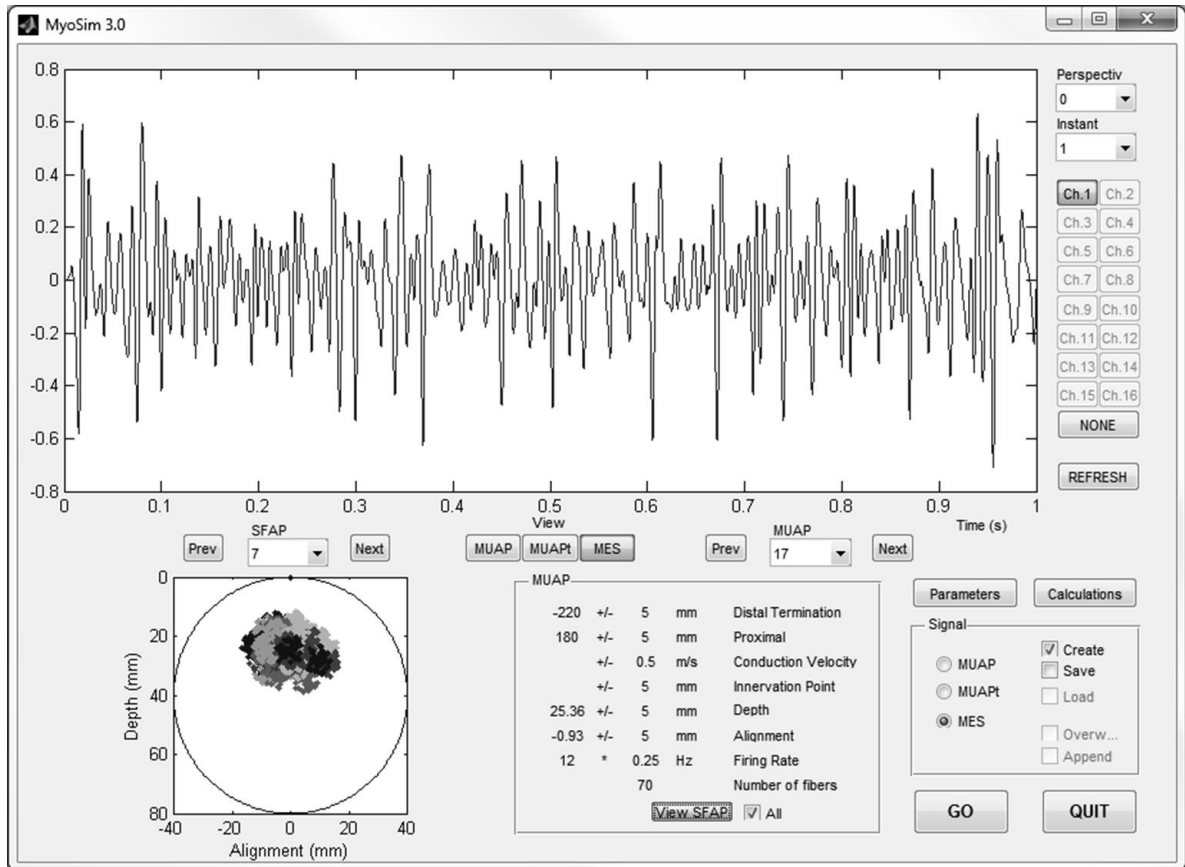 MyoSim 3.0
0.8
0.6
0.4
0.2
0
-0.2
-0.4
-0.6
-0.8
0 0.1 0.2 0.3 0.4 0.5 0.6 0.7 0.8 0.9 1
Time (s)
Perspectiv
0
Instant
1
Ch.1 Ch.2
Ch.3 Ch.4
Ch.5 Ch.6
Ch.7 Ch.8
Ch.9 Ch.10
Ch.11 Ch.12
Ch.13 Ch.14
Ch.15 Ch.16
NONE
REFRESH
SFAP
Prev 7 Next
View
MUAP MUAPt MES
MUAP
Prev 17 Next
0
20
40
60
80
-40 -20 0 20 40
Depth (mm)
Alignment (mm)
MUAP
-220 +/- 5 mm Distal Termination
180 +/- 5 mm Proximal
+/- 0.5 m/s Conduction Velocity
+/- 5 mm Innervation Point
25.36 +/- 5 mm Depth
-0.93 +/- 5 mm Alignment
12 * 0.25 Hz Firing Rate
70 Number of fibers
View SFAP All
Parameters Calculations
Signal
MUAP
MUAPt
MES
Create
Save
Load
Overw...
Append
GO QUIT